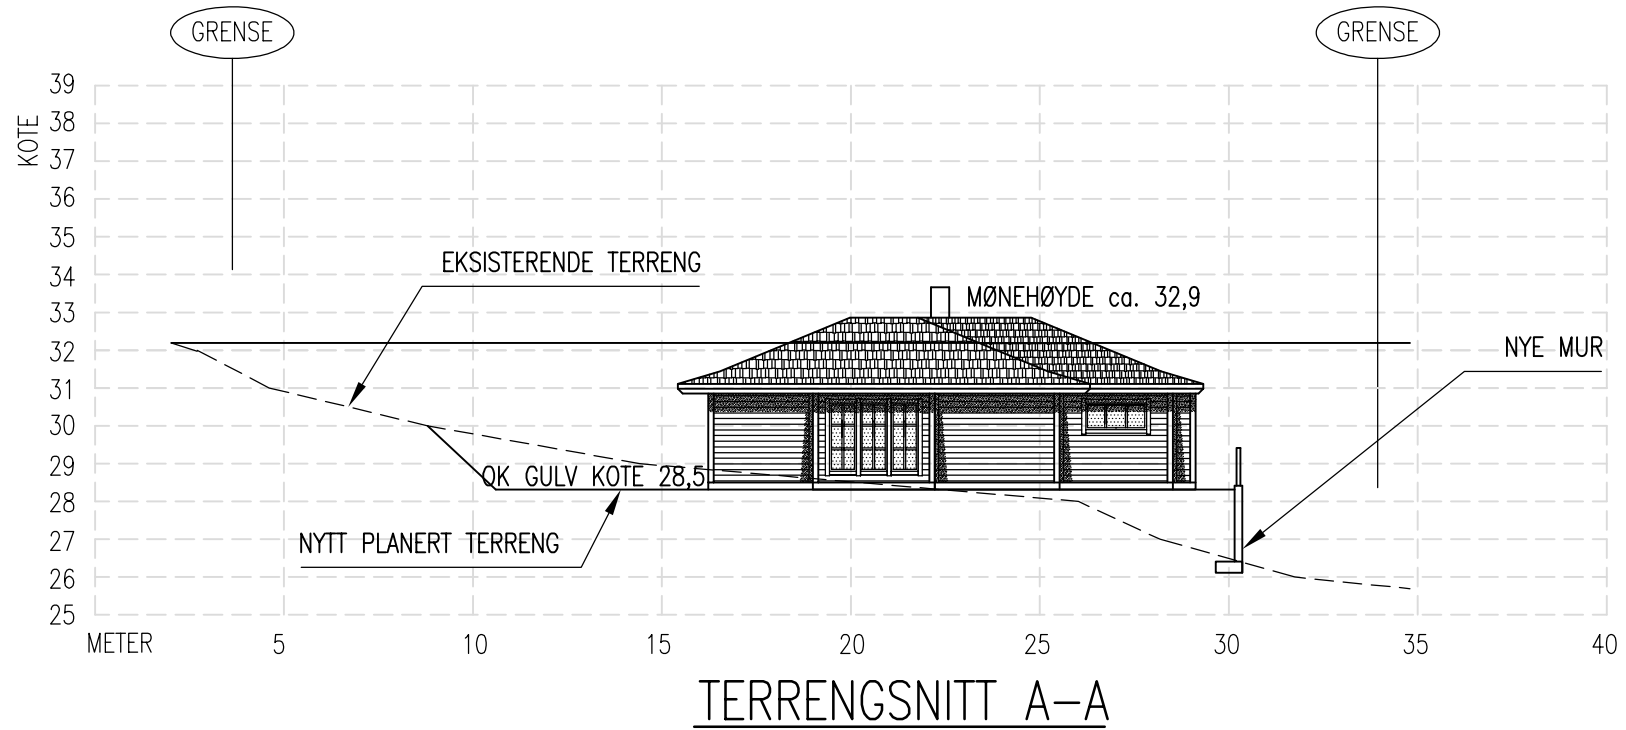 GRENSE
GRENSE
KOTE
39
38
37
36
35
34
33
32
31
30
29
28
27
26
25
EKSISTERENDE TERRENG
MØNEHØYDE ca. 32,9
NYE MUR
OK GULV KOTE 28,5
NYTT PLANERT TERRENG
METER 5 10 15 20 25 30 35 40
TERRENGSNITT A-A